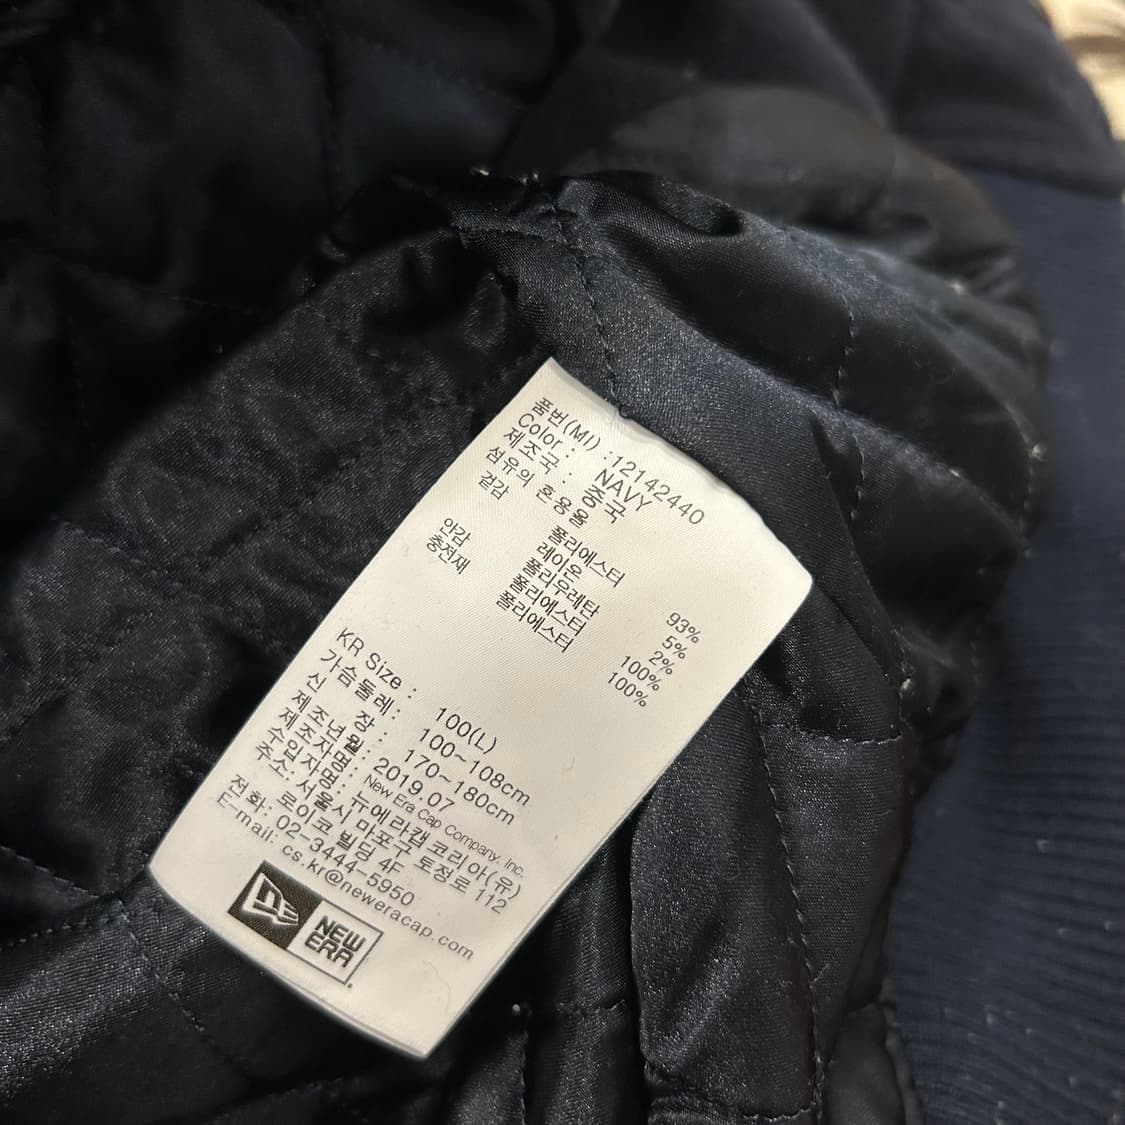 품번(MI) :12142440
Color : NAVY
제조국 : 중국
섬유의 혼용율
겉감 폴리에스터 93%
레이온 5%
폴리우레탄 2%
안감 폴리에스터 100%
충전재 폴리에스터 100%
KR Size : 100(L)
가슴둘레: 100~108cm
신 장: 170~180cm
제조년월: 2019.07
제조자명: New Era Cap Company, Inc.
수입자명: 뉴에라캡코리아(유)
주소: 서울시 마포구 토정로 112
로이코 빌딩 4F
전화: 02-3444-5950
E-mail: cs.kr@neweracap.com
NEW
ERA